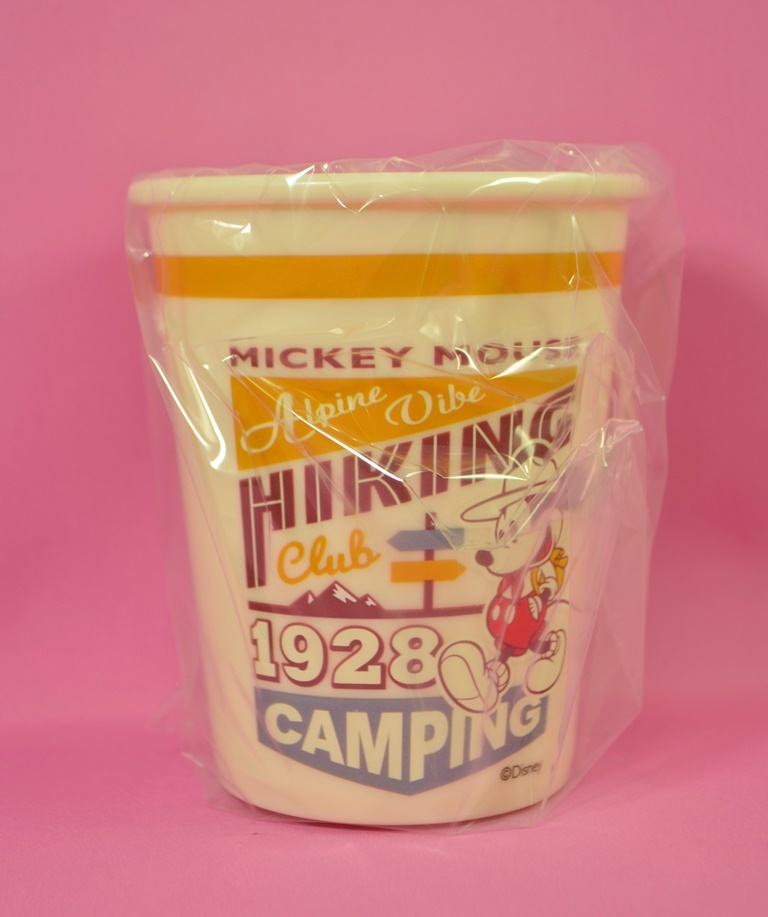 MICKEY MOUSE
Alpine Vibe
HIKING
Club
1928
CAMPING
©Disney